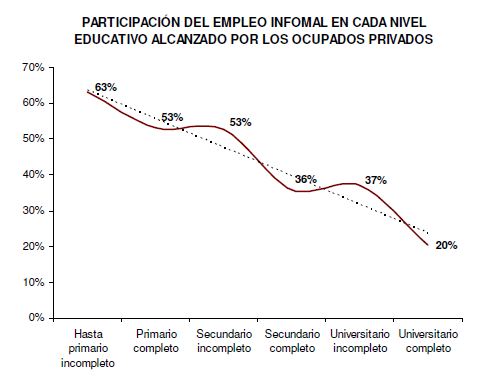 PARTICIPACIÓN DEL EMPLEO INFOMAL EN CADA NIVEL
EDUCATIVO ALCANZADO POR LOS OCUPADOS PRIVADOS
70%
60%
50%
40%
30%
20%
10%
0%
63%
53%
53%
36%
37%
20%
Hasta
primario
incompleto
Primario
completo
Secundario
incompleto
Secundario
completo
Universitario
incompleto
Universitario
completo